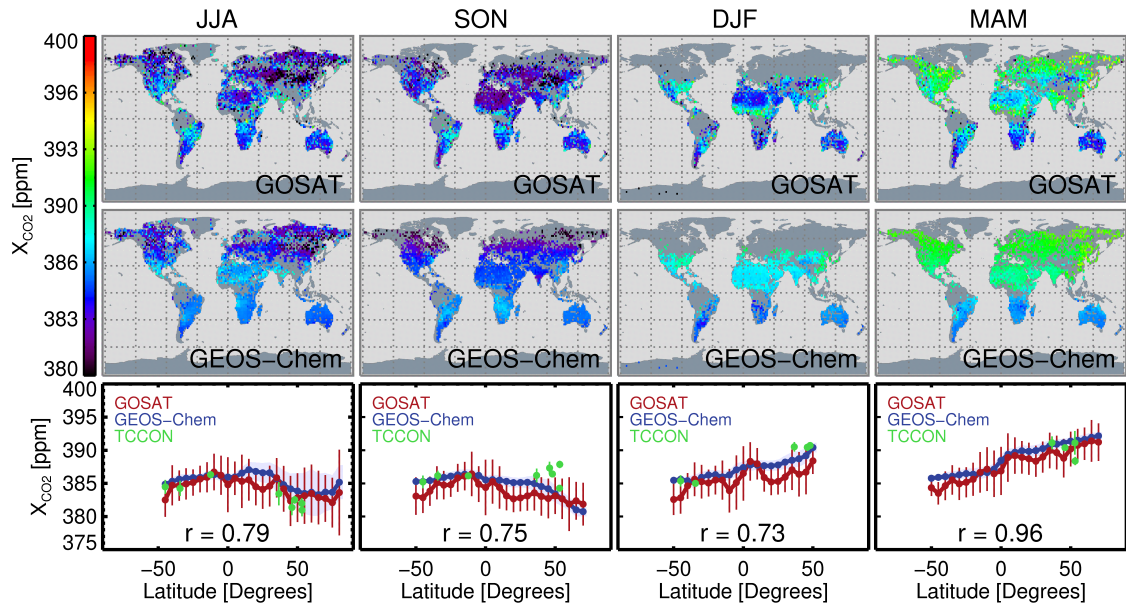 JJA SON DJF MAM
400
396
393
390
386
383
380
X_CO2 [ppm]
GOSAT GOSAT GOSAT GOSAT
GEOS-Chem GEOS-Chem GEOS-Chem GEOS-Chem
400
395
390
385
380
375
X_CO2 [ppm]
GOSAT
GEOS-Chem
TCCON
r = 0.79
GOSAT
GEOS-Chem
TCCON
r = 0.75
GOSAT
GEOS-Chem
TCCON
r = 0.73
GOSAT
GEOS-Chem
TCCON
r = 0.96
−50 0 50 −50 0 50 −50 0 50 −50 0 50
Latitude [Degrees] Latitude [Degrees] Latitude [Degrees] Latitude [Degrees]